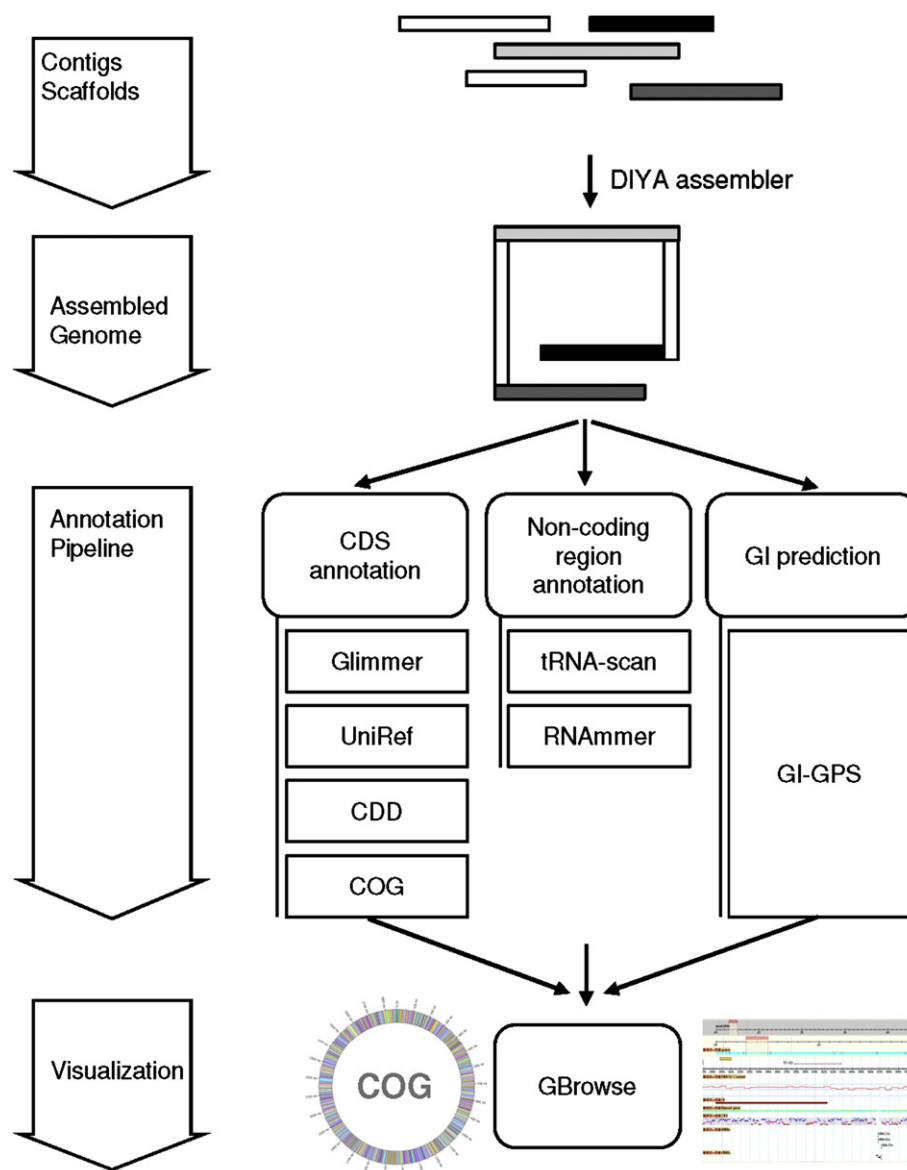 Contigs
Scaffolds
DIYA assembler
Assembled
Genome
Annotation
Pipeline
CDS
annotation
Non-coding
region
annotation
GI prediction
Glimmer
tRNA-scan
GI-GPS
UniRef
RNAmmer
CDD
COG
Visualization
COG
GBrowse